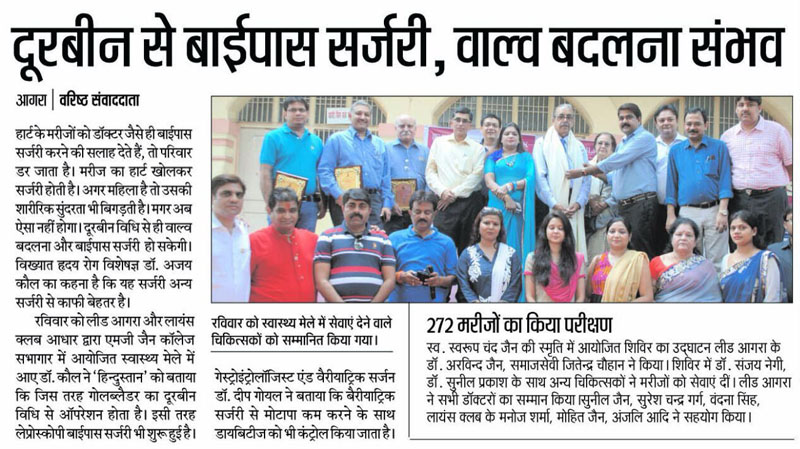 दूरबीन से बाईपास सर्जरी, वाल्व बदलना संभव
आगरा | वरिष्ठ संवाददाता
हार्ट के मरीजों को डॉक्टर जैसे ही बाईपास
सर्जरी करने की सलाह देते हैं, तो परिवार
डर जाता है। मरीज का हार्ट खोलकर
सर्जरी होती है। अगर महिला है तो उसकी
शारीरिक सुंदरता भी बिगड़ती है। मगर अब
ऐसा नहीं होगा। दूरबीन विधि से ही वाल्व
बदलना और बाईपास सर्जरी हो सकेगी।
विख्यात हृदय रोग विशेषज्ञ डॉ. अजय
कौल का कहना है कि यह सर्जरी अन्य
सर्जरी से काफी बेहतर है।
रविवार को लीड आगरा और लायंस
क्लब आधार द्वारा एमजी जैन कॉलेज
सभागार में आयोजित स्वास्थ्य मेले में
आए डॉ. कौल ने ‘हिन्दुस्तान’ को बताया
कि जिस तरह गोलब्लैडर का दूरबीन
विधि से ऑपरेशन होता है। इसी तरह
लेप्रोस्कोपी बाईपास सर्जरी भी शुरू हुई है।
रविवार को स्वास्थ्य मेले में सेवाएं देने वाले
चिकित्सकों को सम्मानित किया गया।
गेस्ट्रोइंट्रोलॉजिस्ट एंड वैरीयाट्रिक सर्जन
डॉ. दीप गोयल ने बताया कि बैरीयाट्रिक
सर्जरी से मोटापा कम करने के साथ
डायबिटीज को भी कंट्रोल किया जाता है।
272 मरीजों का किया परीक्षण
स्व. स्वरूप चंद जैन की स्मृति में आयोजित शिविर का उद्घाटन लीड आगरा के
डॉ. अरविन्द जैन, समाजसेवी जितेन्द्र चौहान ने किया। शिविर में डॉ. संजय नेगी,
डॉ. सुनील प्रकाश के साथ अन्य चिकित्सकों ने मरीजों को सेवाएं दीं। लीड आगरा
ने सभी डॉक्टरों का सम्मान किया।सुनील जैन, सुरेश चन्द्र गर्ग, वंदना सिंह,
लायंस क्लब के मनोज शर्मा, मोहित जैन, अंजलि आदि ने सहयोग किया।